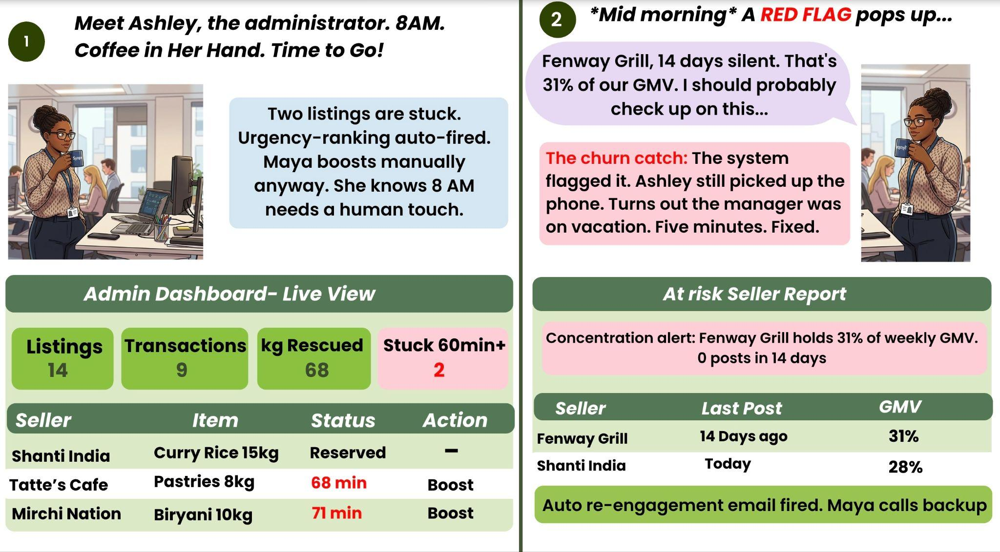 1
Meet Ashley, the administrator. 8AM.
Coffee in Her Hand. Time to Go!
Syops
Two listings are stuck.
Urgency-ranking auto-fired.
Maya boosts manually
anyway. She knows 8 AM
needs a human touch.
Admin Dashboard- Live View
Listings
14
Transactions
9
kg Rescued
68
Stuck 60min+
2
Seller Item Status Action
Shanti India Curry Rice 15kg Reserved –
Tatte's Cafe Pastries 8kg 68 min Boost
Mirchi Nation Biryani 10kg 71 min Boost
2
*Mid morning* A RED FLAG pops up...
Fenway Grill, 14 days silent. That's
31% of our GMV. I should probably
check up on this...
The churn catch: The system
flagged it. Ashley still picked up the
phone. Turns out the manager was
on vacation. Five minutes. Fixed.
Syops
At risk Seller Report
Concentration alert: Fenway Grill holds 31% of weekly GMV.
0 posts in 14 days
Seller Last Post GMV
Fenway Grill 14 Days ago 31%
Shanti India Today 28%
Auto re-engagement email fired. Maya calls backup